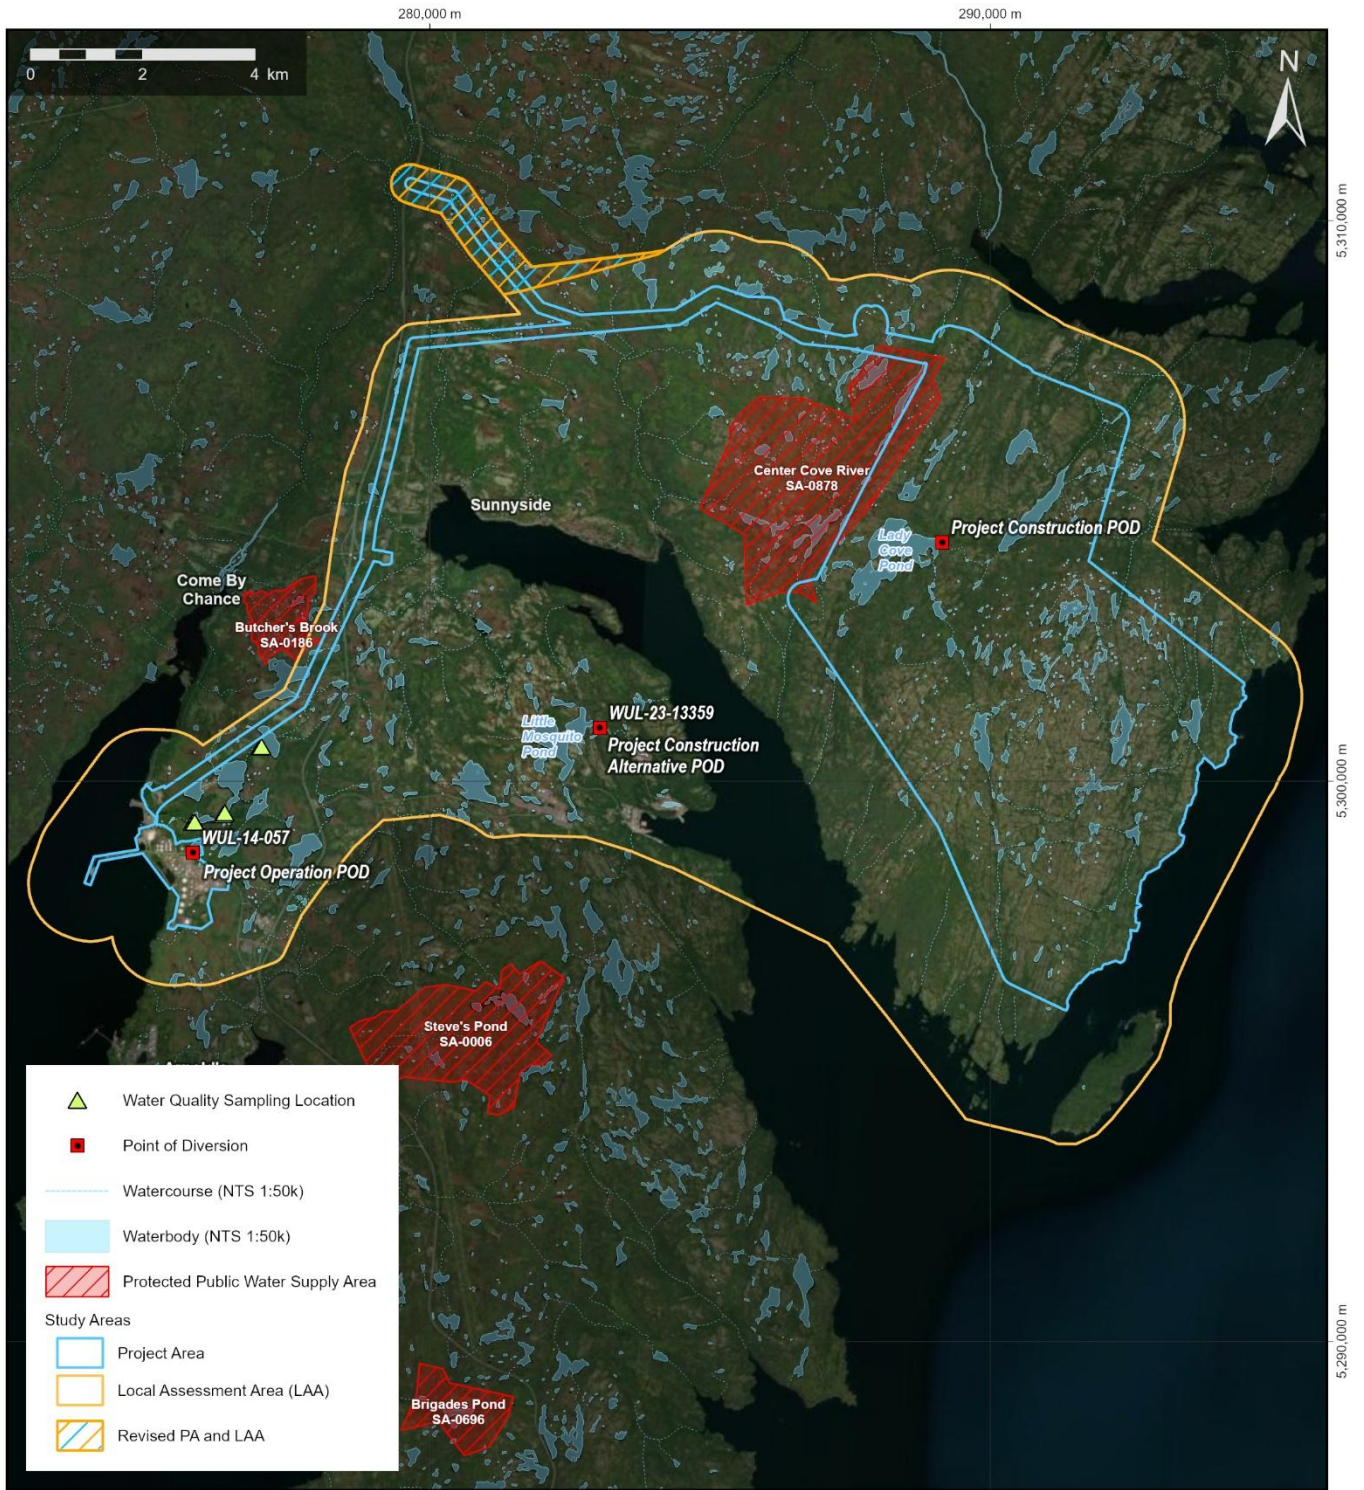 280,000 m
290,000 m
0 2 4 km
N
5,310,000 m
Sunnyside
Center Cove River
SA-0878
Project Construction POD
Lady
Cove
Pond
Come By
Chance
Butcher's Brook
SA-0186
WUL-23-13359
Little
Mosquito
Pond
Project Construction
Alternative POD
5,300,000 m
WUL-14-057
Project Operation POD
Steve's Pond
SA-0006
Water Quality Sampling Location
Point of Diversion
Watercourse (NTS 1:50k)
Waterbody (NTS 1:50k)
Protected Public Water Supply Area
Study Areas
Project Area
Local Assessment Area (LAA)
Revised PA and LAA
5,290,000 m
Brigades Pond
SA-0696